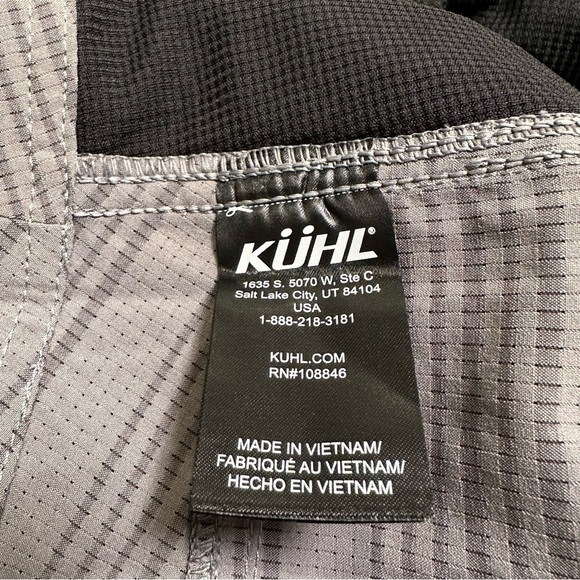 KÜHL®
1635 S. 5070 W, Ste C
Salt Lake City, UT 84104
USA
1-888-218-3181
KUHL.COM
RN#108846
MADE IN VIETNAM/
FABRIQUÉ AU VIETNAM/
HECHO EN VIETNAM